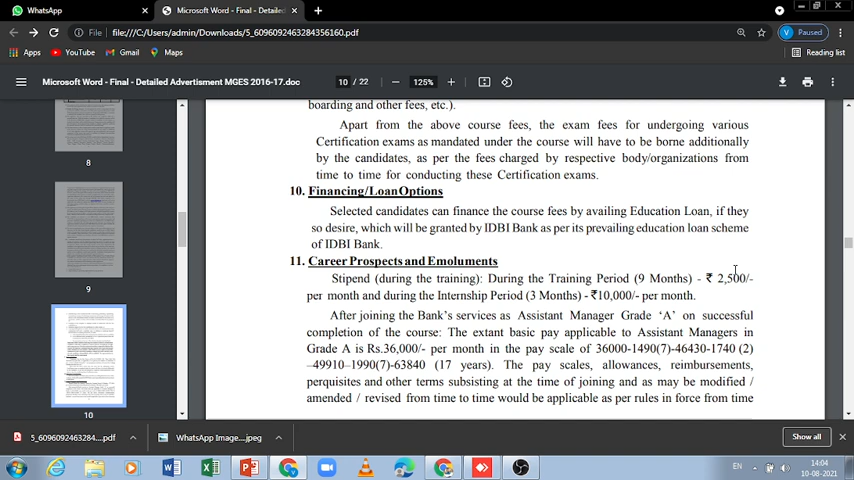 WhatsApp
Microsoft Word - Final - Detailed
File
file:///C:/Users/admin/Downloads/5_6096092463284356160.pdf
Paused
Apps
YouTube
Gmail
Maps
Reading list
Microsoft Word - Final - Detailed Advertisment MGES 2016-17.doc
10 / 22
125%
8
9
10
boarding and other fees, etc.).
Apart from the above course fees, the exam fees for undergoing various
Certification exams as mandated under the course will have to be borne additionally
by the candidates, as per the fees charged by respective body/organizations from
time to time for conducting these Certification exams.
10. Financing/Loan Options
Selected candidates can finance the course fees by availing Education Loan, if they
so desire, which will be granted by IDBI Bank as per its prevailing education loan scheme
of IDBI Bank.
11. Career Prospects and Emoluments
Stipend (during the training): During the Training Period (9 Months) - ₹ 2,500/-
per month and during the Internship Period (3 Months) - ₹10,000/- per month.
After joining the Bank's services as Assistant Manager Grade 'A' on successful
completion of the course: The extant basic pay applicable to Assistant Managers in
Grade A is Rs.36,000/- per month in the pay scale of 36000-1490(7)-46430-1740 (2)
–49910–1990(7)-63840 (17 years). The pay scales, allowances, reimbursements,
perquisites and other terms subsisting at the time of joining and as may be modified /
amended / revised from time to time would be applicable as per rules in force from time
5_6096092463284....pdf
WhatsApp Image....jpeg
Show all
EN
14:04
10-08-2021